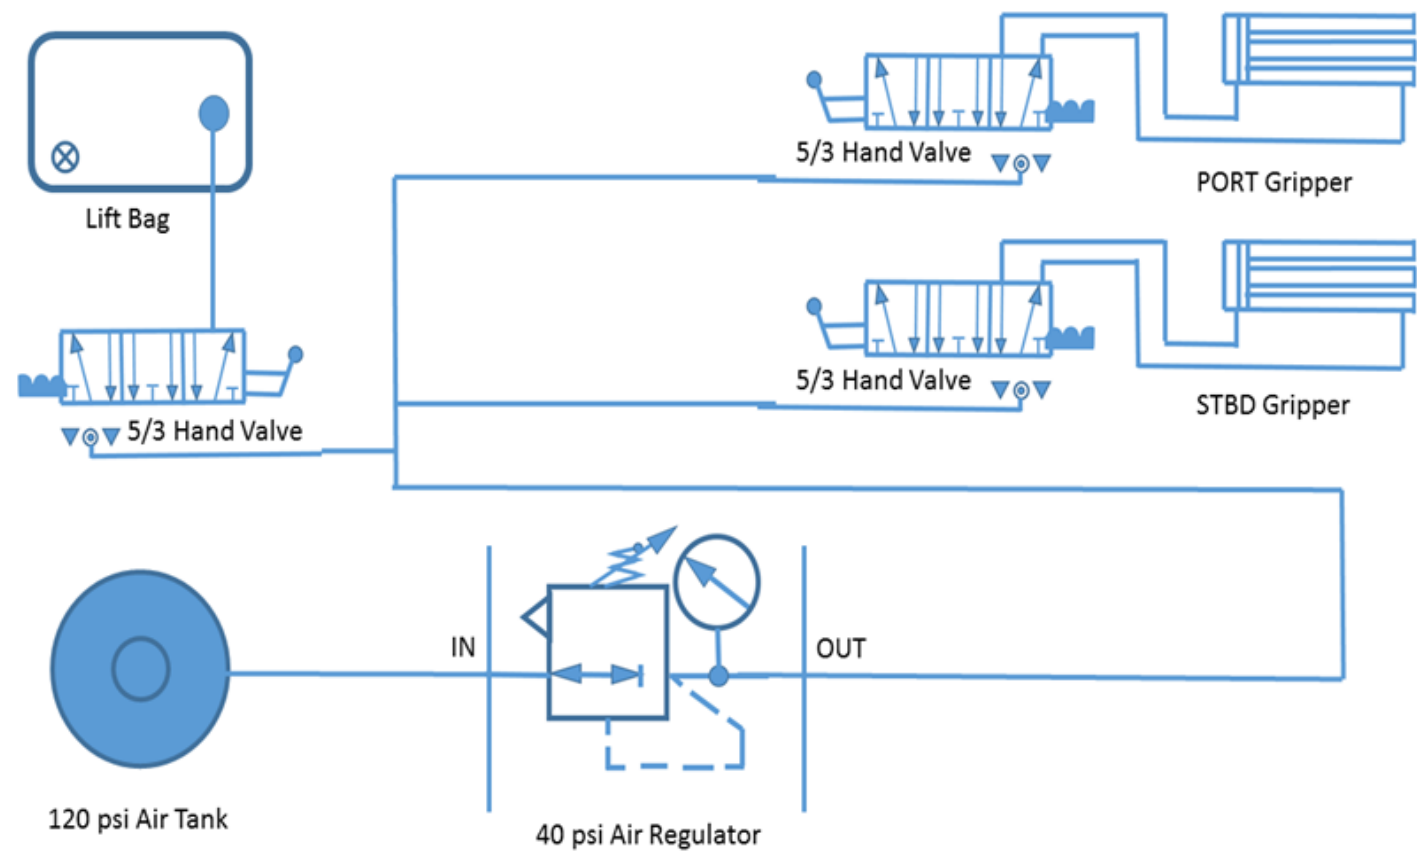 5/3 Hand Valve
PORT Gripper
Lift Bag
5/3 Hand Valve
STBD Gripper
5/3 Hand Valve
IN
OUT
120 psi Air Tank
40 psi Air Regulator